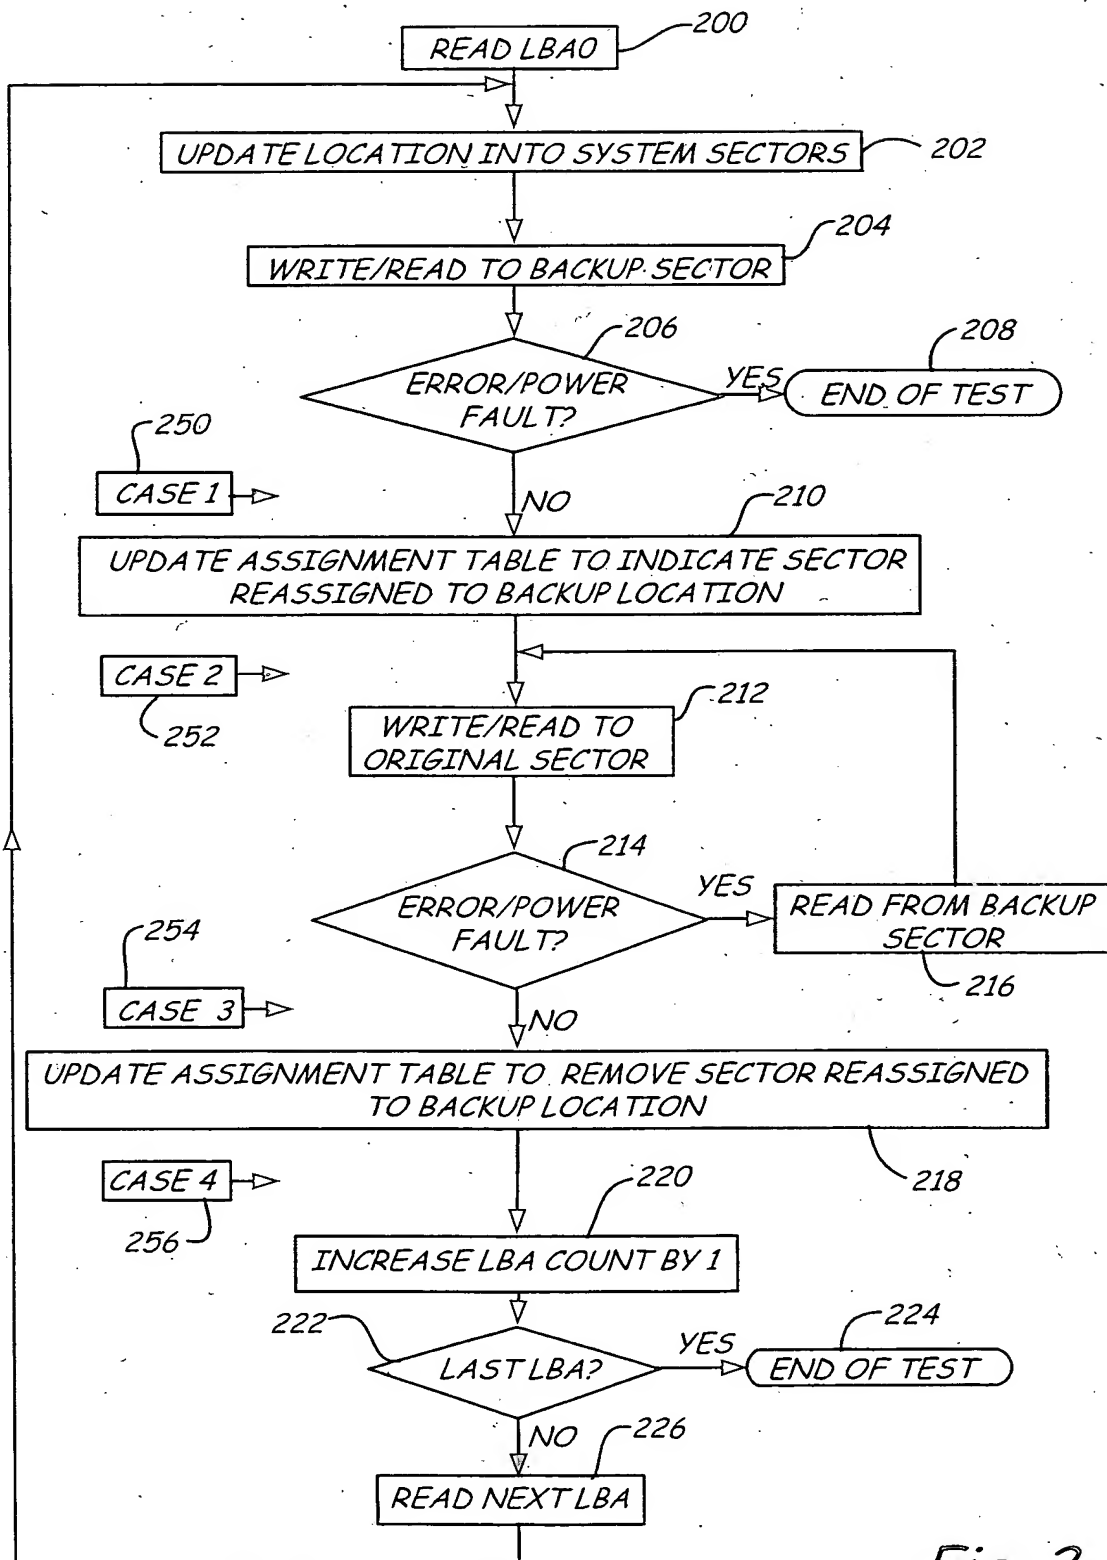 200
READ LBA0
UPDATE LOCATION INTO SYSTEM SECTORS
202
204
WRITE/READ TO BACKUP SECTOR
206
ERROR/POWER
FAULT?
YES
208
END OF TEST
250
CASE 1
NO
210
UPDATE ASSIGNMENT TABLE TO INDICATE SECTOR
REASSIGNED TO BACKUP LOCATION
CASE 2
252
212
WRITE/READ TO
ORIGINAL SECTOR
214
ERROR/POWER
FAULT?
YES
READ FROM BACKUP
SECTOR
216
254
CASE 3
NO
UPDATE ASSIGNMENT TABLE TO REMOVE SECTOR REASSIGNED
TO BACKUP LOCATION
218
CASE 4
256
220
INCREASE LBA COUNT BY 1
222
LAST LBA?
YES
224
END OF TEST
NO
226
READ NEXT LBA